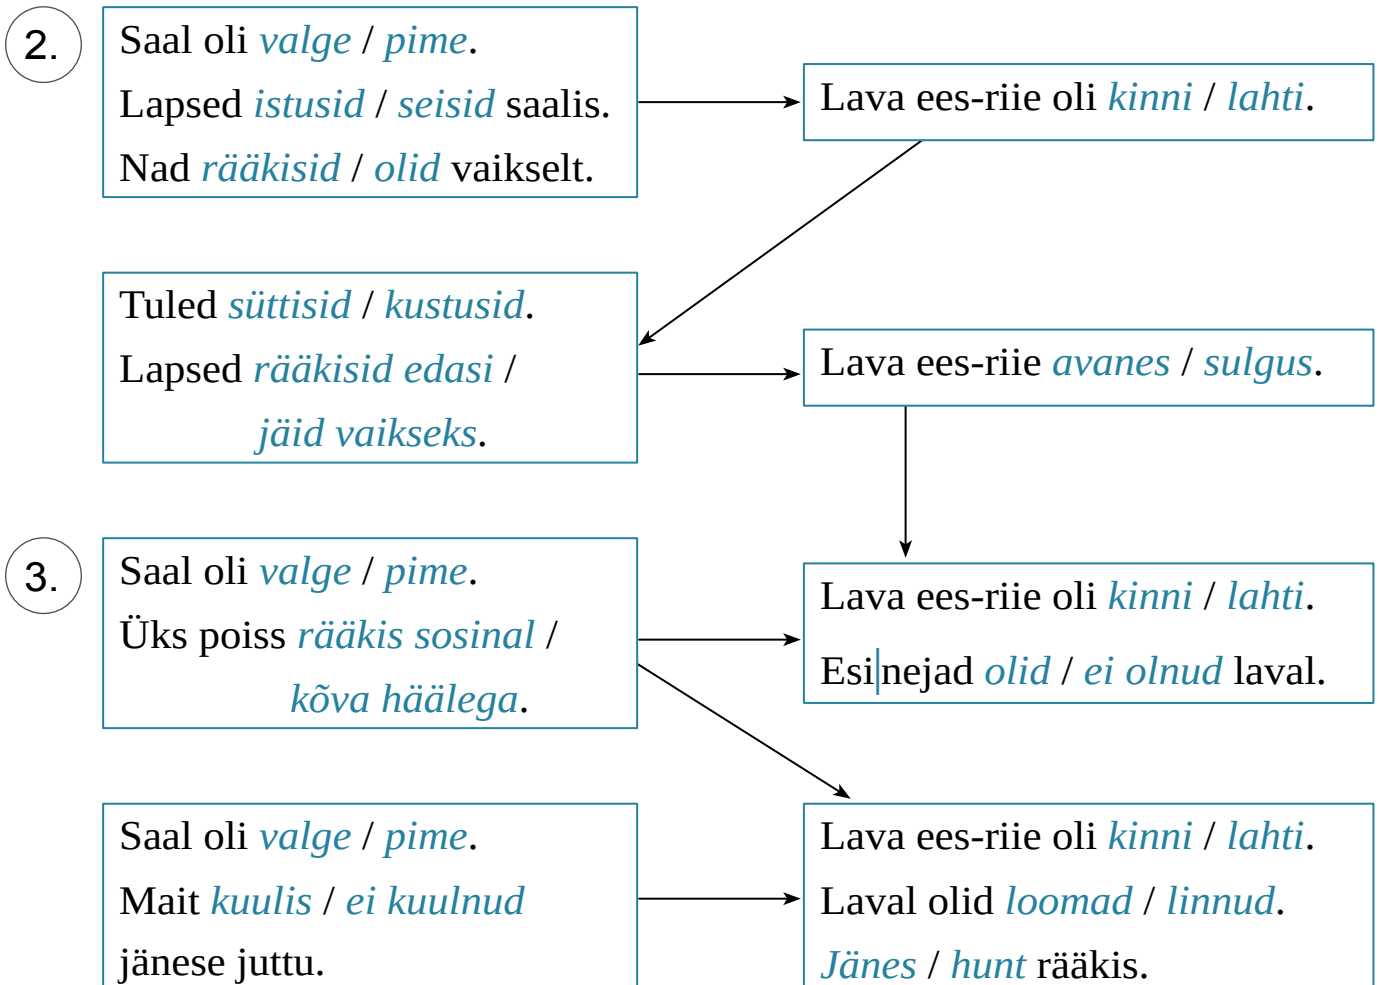 2.
Saal oli valge / pime.
Lapsed istusid / seisid saalis.
Nad rääkisid / olid vaikselt.
Lava ees-riie oli kinni / lahti.
Tuled süttisid / kustusid.
Lapsed rääkisid edasi /
jäid vaikseks.
Lava ees-riie avanes / sulgus.
3.
Saal oli valge / pime.
Üks poiss rääkis sosinal /
kõva häälega.
Lava ees-riie oli kinni / lahti.
Esi|nejad olid / ei olnud laval.
Saal oli valge / pime.
Mait kuulis / ei kuulnud
jänese juttu.
Lava ees-riie oli kinni / lahti.
Laval olid loomad / linnud.
Jänes / hunt rääkis.